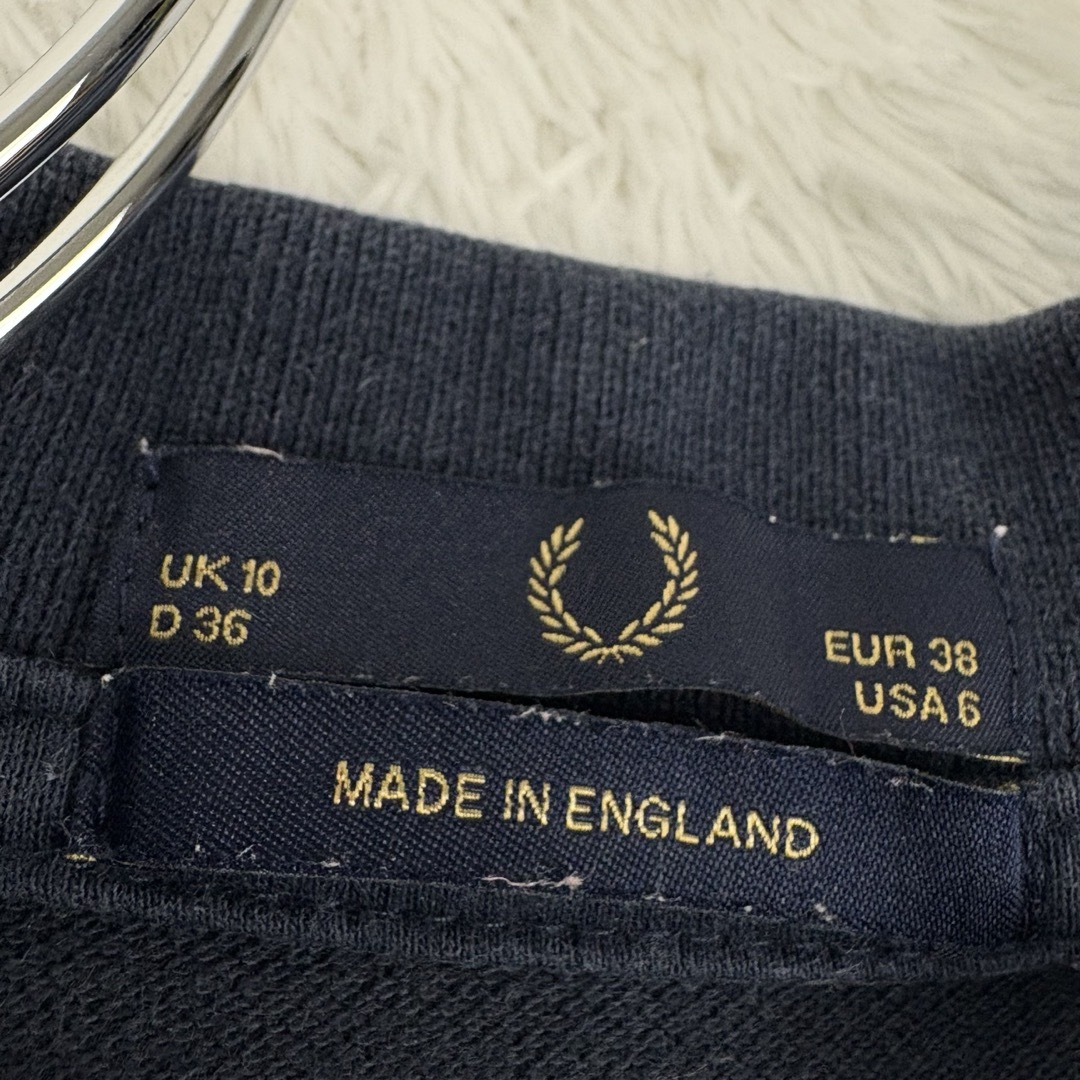 UK 10
D 36
EUR 38
USA 6
MADE IN ENGLAND